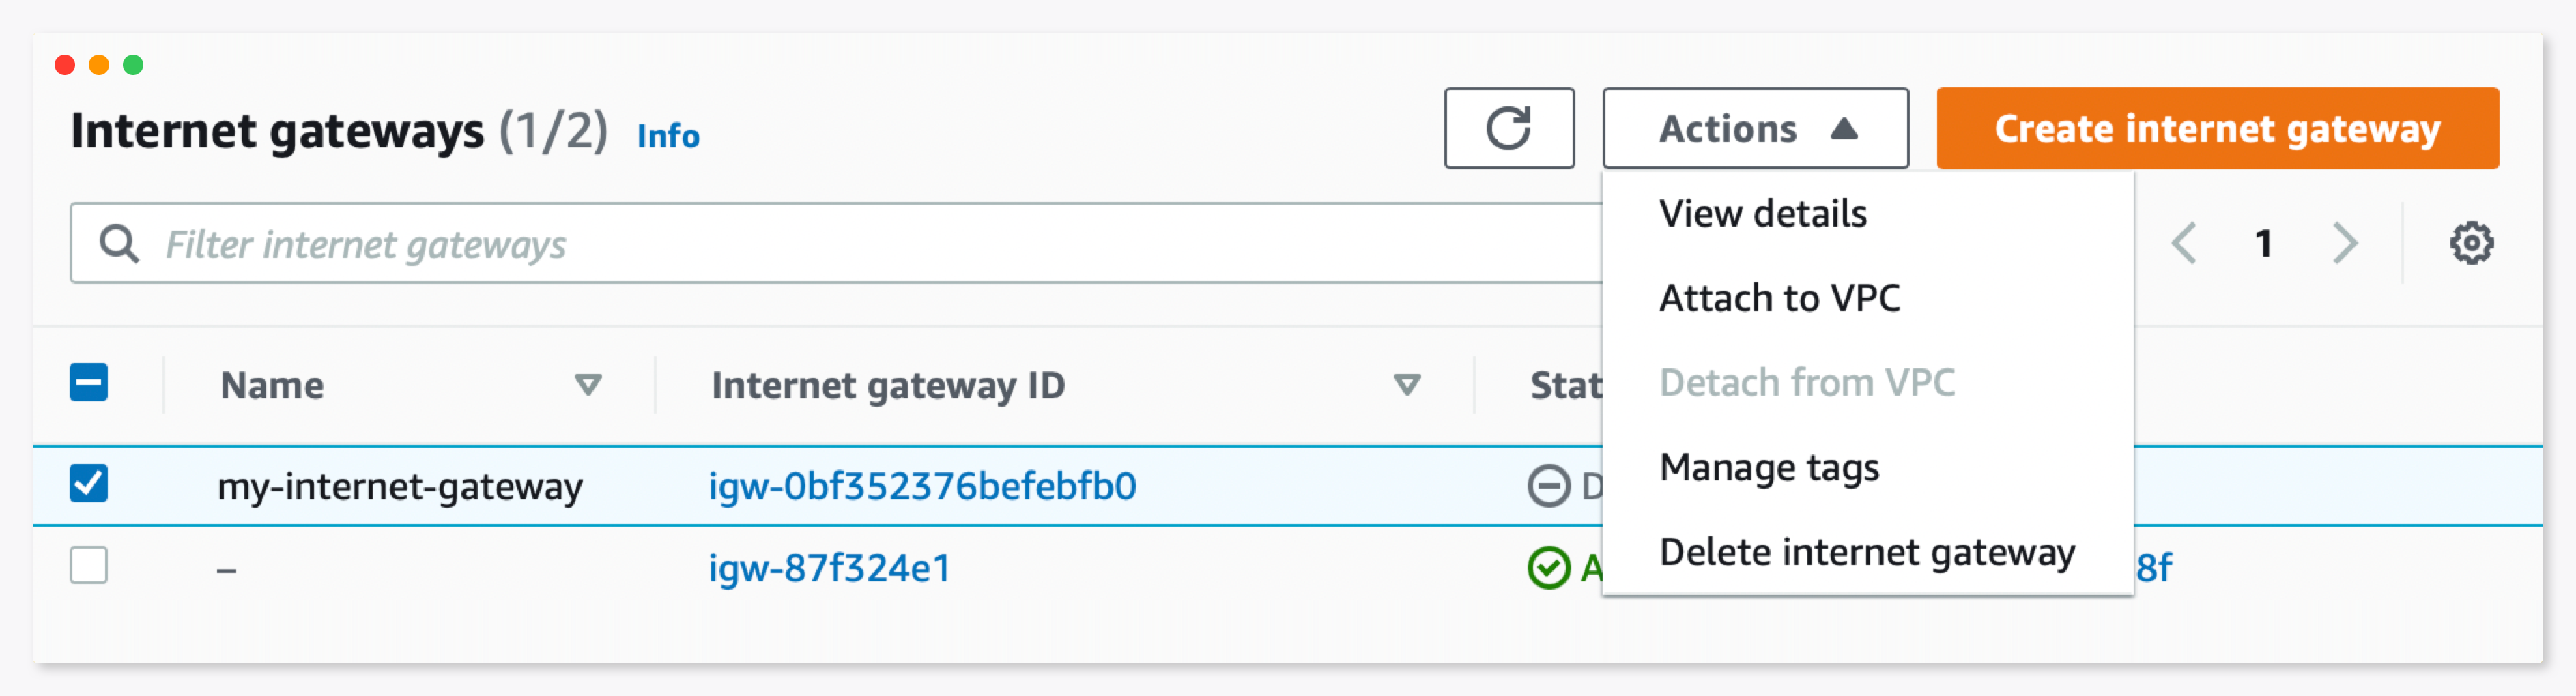 Internet gateways (1/2) Info
Actions
Create internet gateway
Filter internet gateways
1
View details
Attach to VPC
Detach from VPC
Manage tags
Delete internet gateway
Name
Internet gateway ID
my-internet-gateway
igw-0bf352376befebfb0
–
igw-87f324e1
8f